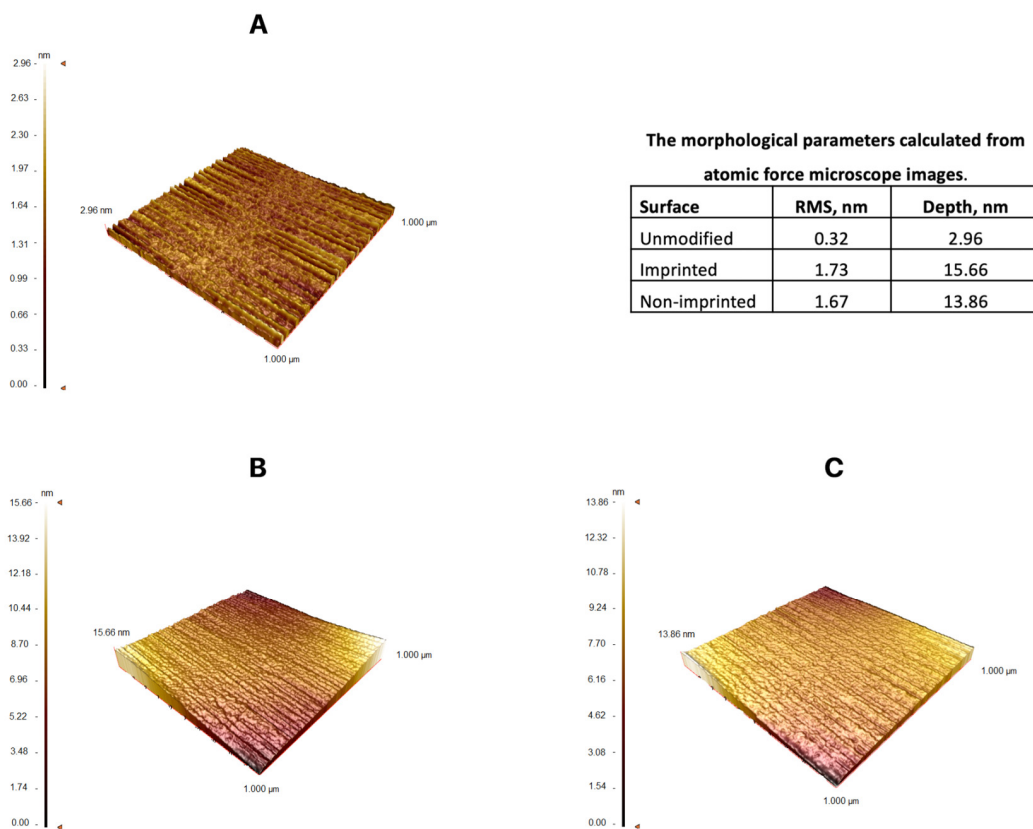 A
nm
2.96
2.63
2.30
1.97
1.64
1.31
0.99
0.66
0.33
0.00
2.96 nm
1.000 µm
1.000 µm
The morphological parameters calculated from
atomic force microscope images.
Surface RMS, nm Depth, nm
Unmodified 0.32 2.96
Imprinted 1.73 15.66
Non-imprinted 1.67 13.86
B
nm
15.66
13.92
12.18
10.44
8.70
6.96
5.22
3.48
1.74
0.00
15.66 nm
1.000 µm
1.000 µm
C
nm
13.86
12.32
10.78
9.24
7.70
6.16
4.62
3.08
1.54
0.00
13.86 nm
1.000 µm
1.000 µm